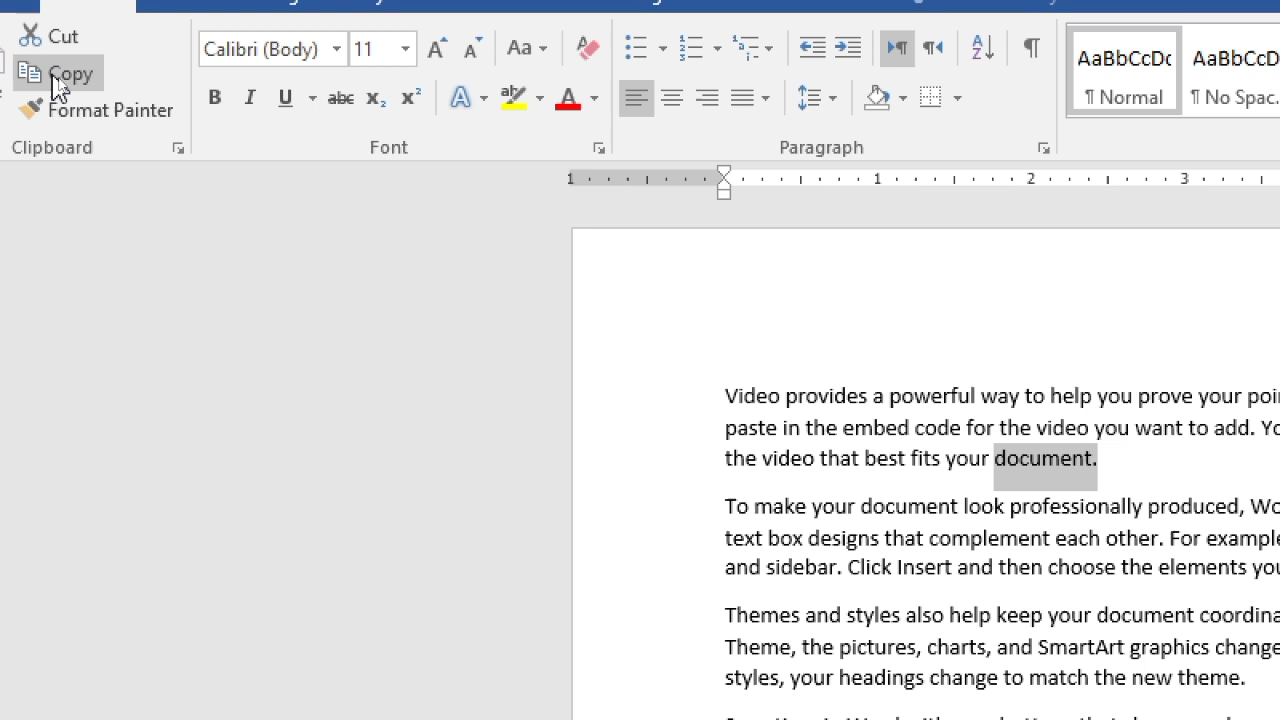 Cut
Copy
Format Painter
Clipboard
Calibri (Body) 11 Aa
B I U abc X₂ X² A ab A
Font
A Z ¶
Paragraph
AaBbCcDc AaBbCcD
¶ Normal ¶ No Spac.
1 1 2 3
Video provides a powerful way to help you prove your poi
paste in the embed code for the video you want to add.
the video that best fits your document.
To make your document look professionally produced,
text box designs that complement each other. For example
and sidebar. Click Insert and then choose the elements
Themes and styles also help keep your document coordina
Theme, the pictures, charts, and SmartArt graphics change
styles, your headings change to match the new theme.